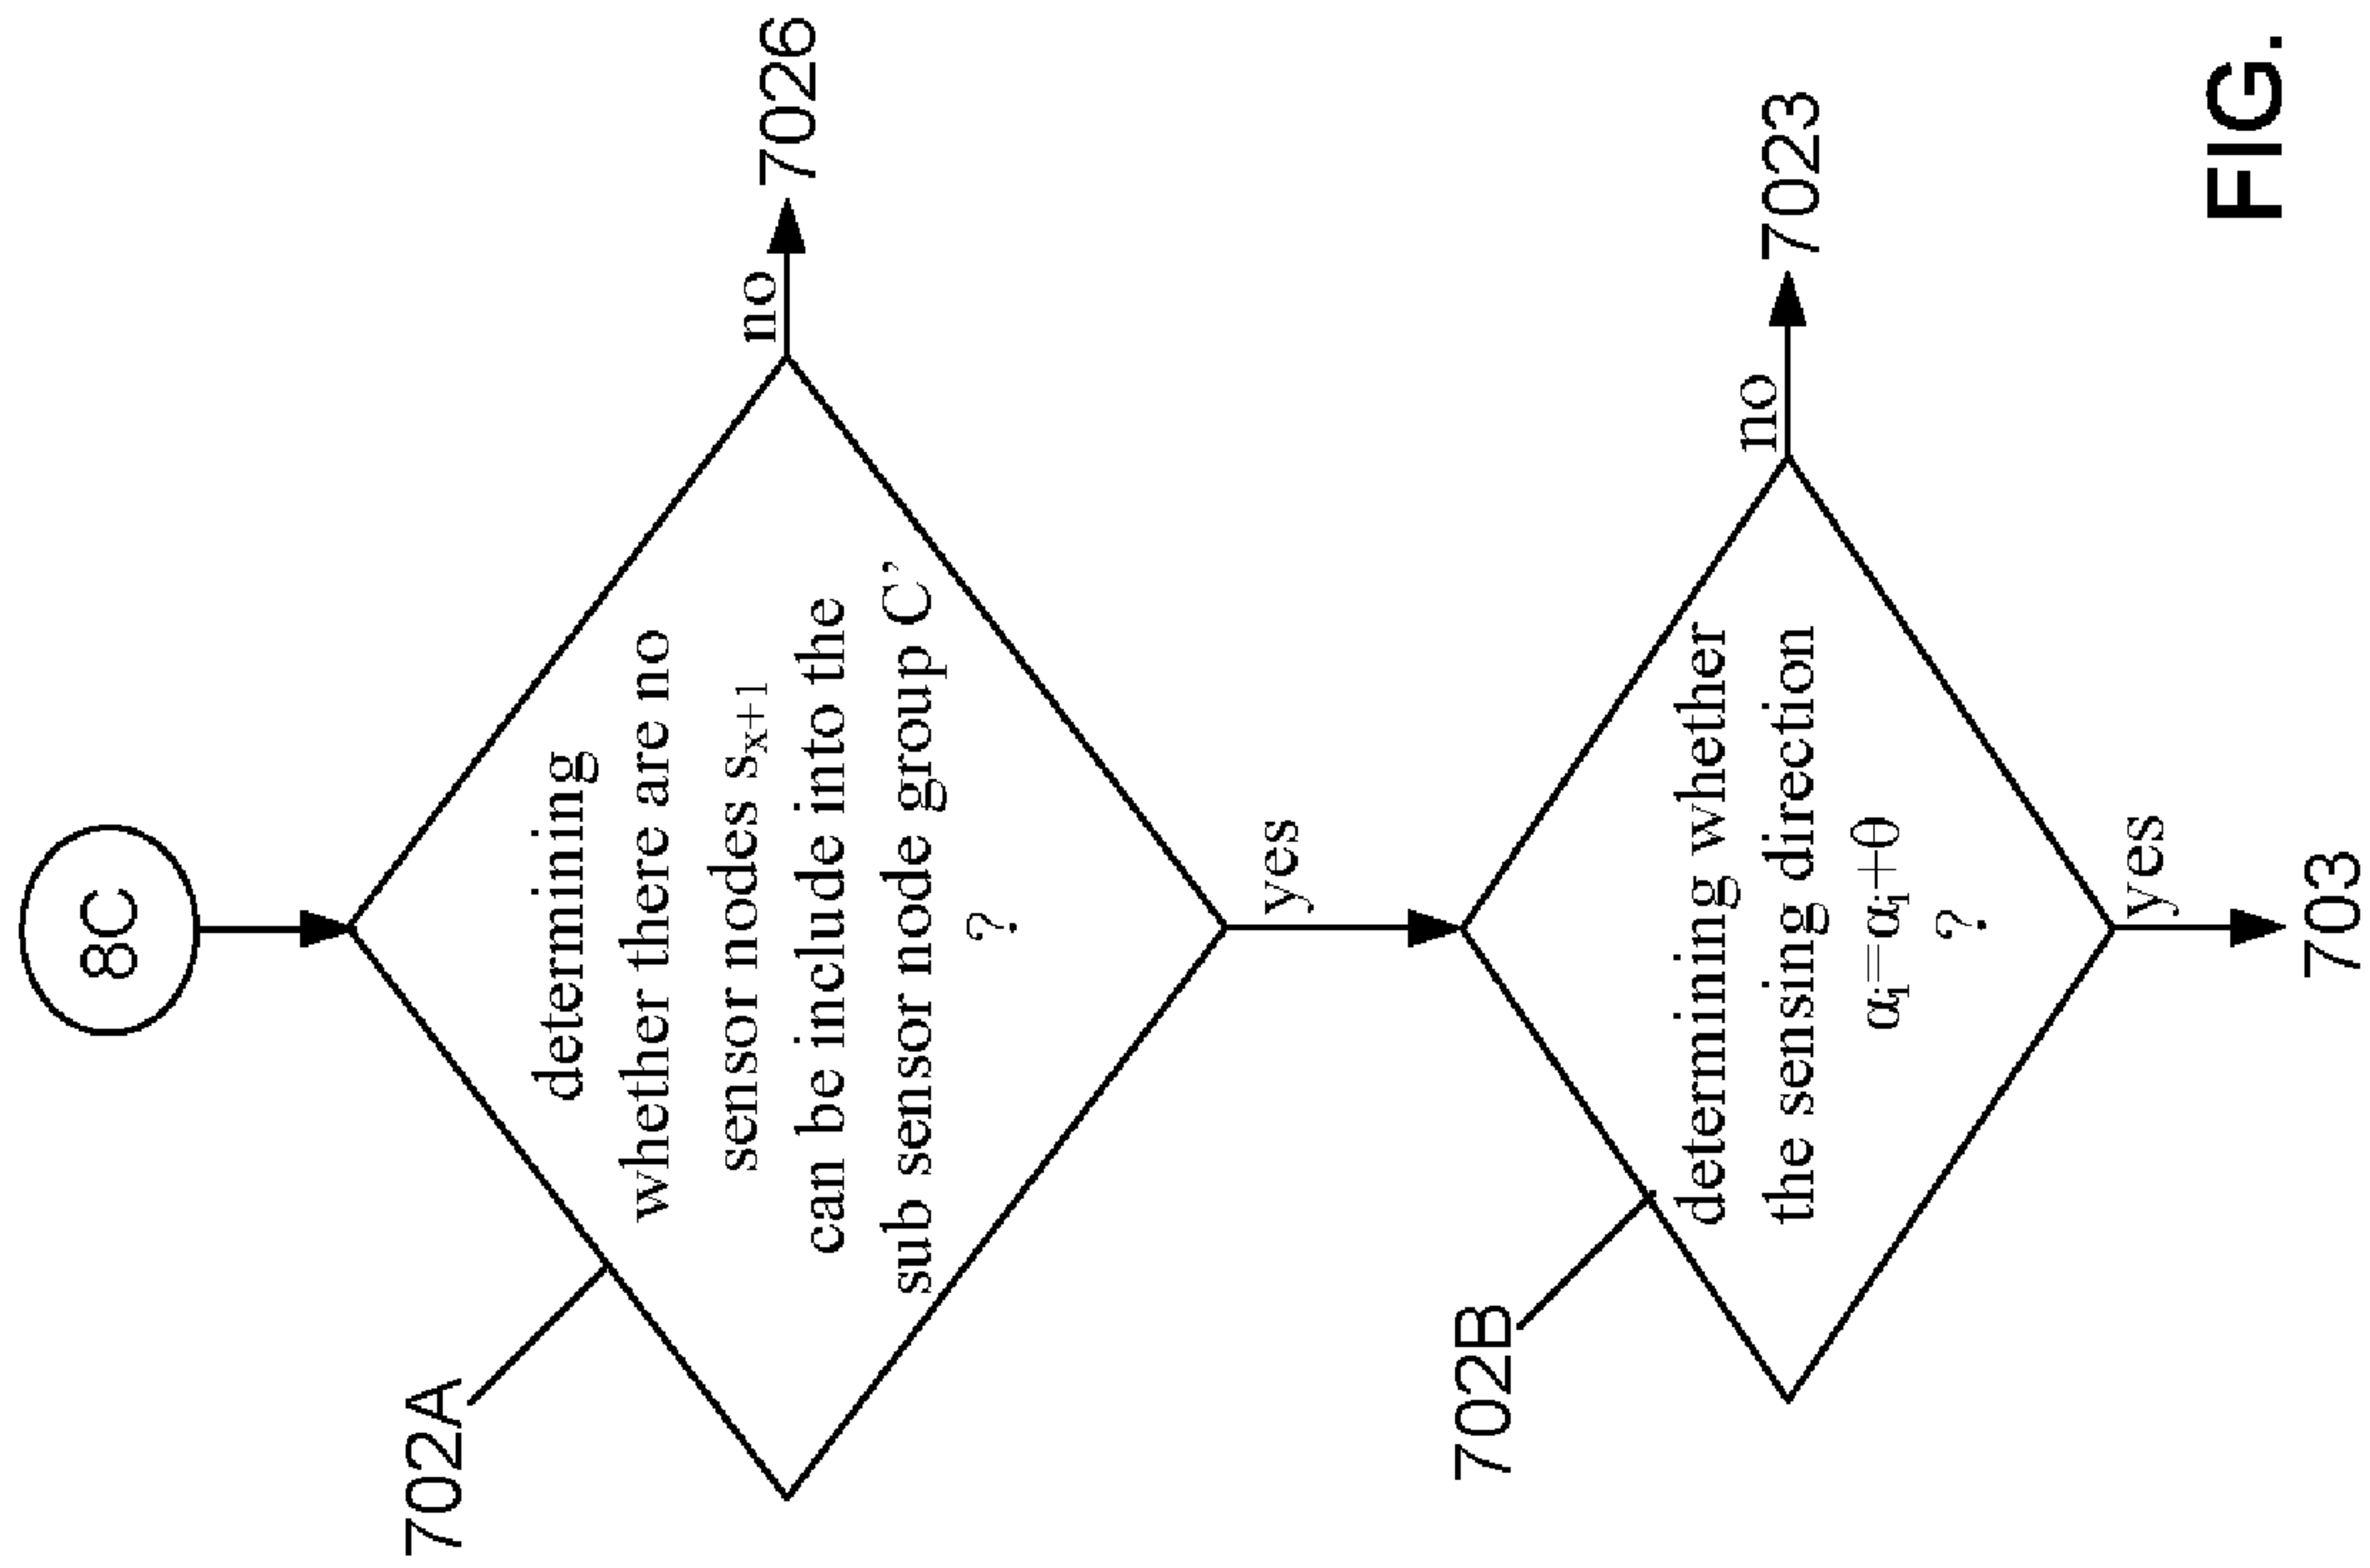 8C
702A
determining
whether there are no
sensor nodes sx+1
can be include into the
sub sensor node group C’
?
no
7026
yes
702B
determining whether
the sensing direction
αi=αi+θ
?
no
7023
yes
703
FIG.